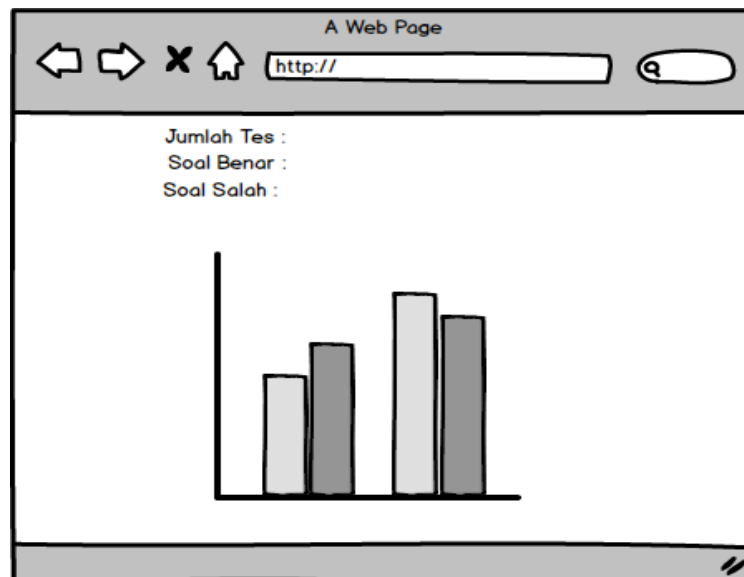 A Web Page
http://
Jumlah Tes :
Soal Benar :
Soal Salah :